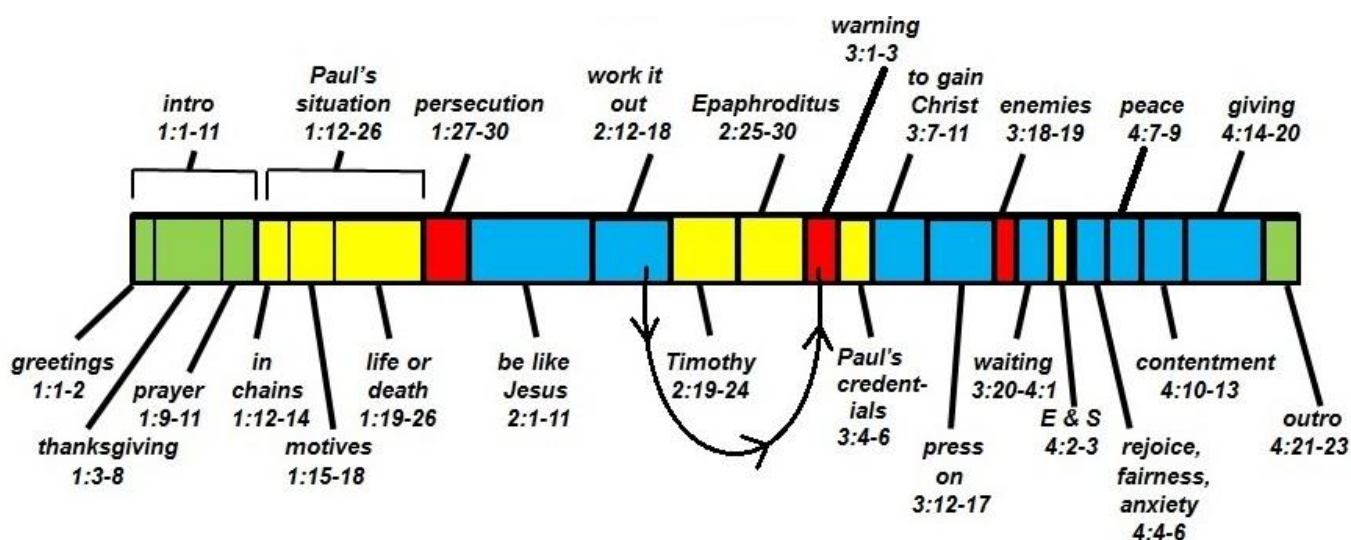 warning
3:1-3
Paul's
situation
1:12-26
work it
out
2:12-18
to gain
Christ
3:7-11
intro
1:1-11
persecution
1:27-30
Epaphroditus
2:25-30
enemies
3:18-19
peace
4:7-9
giving
4:14-20
greetings
1:1-2
thanksgiving
1:3-8
prayer
1:9-11
in
chains
1:12-14
motives
1:15-18
life or
death
1:19-26
be like
Jesus
2:1-11
Timothy
2:19-24
Paul's
credent-
ials
3:4-6
press
on
3:12-17
waiting
3:20-4:1
E & S
4:2-3
rejoice,
fairness,
anxiety
4:4-6
contentment
4:10-13
outro
4:21-23